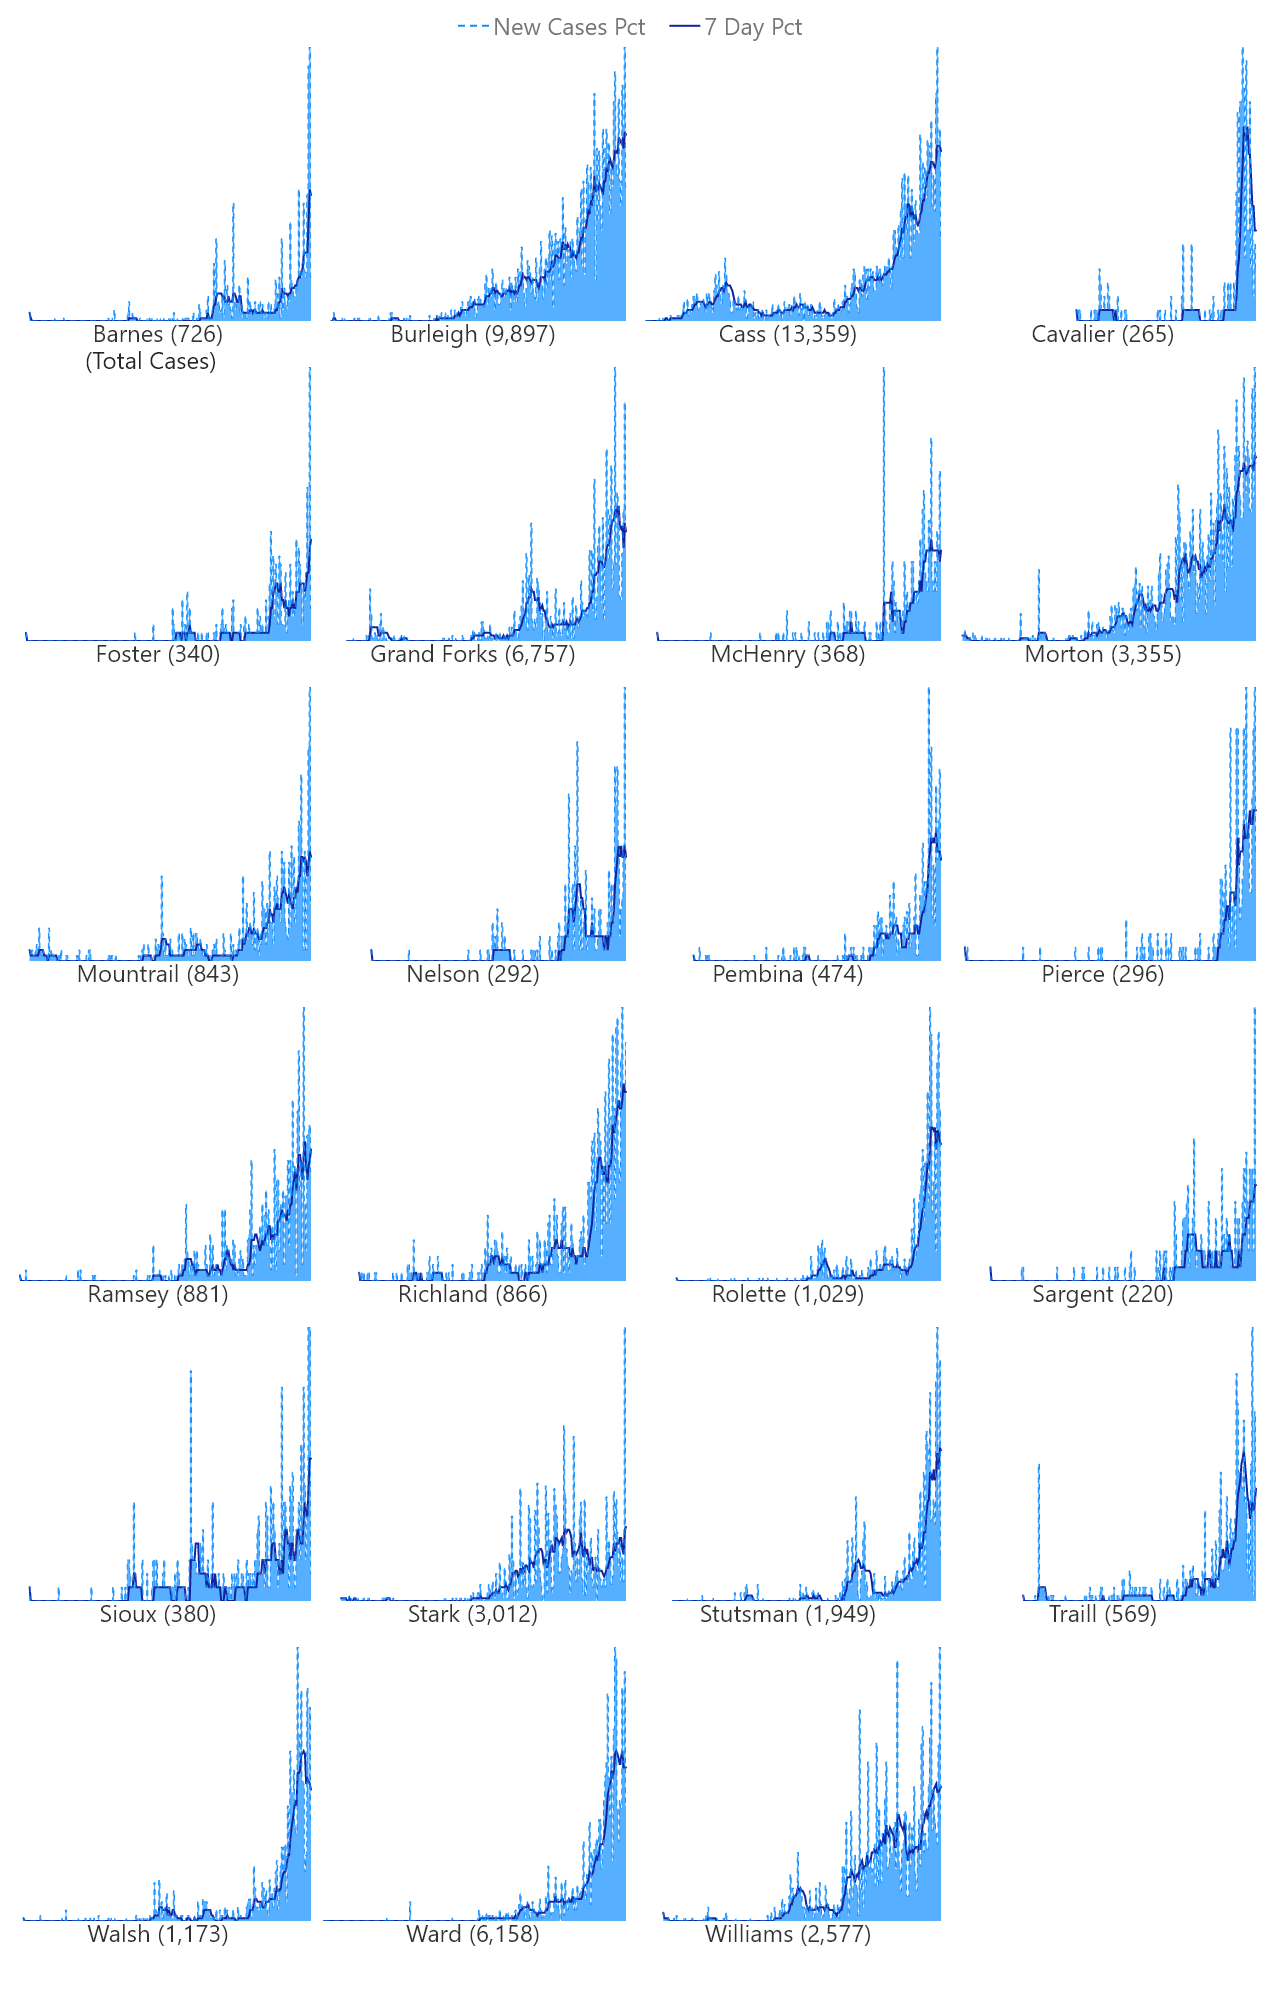 New Cases Pct 7 Day Pct
Barnes (726) Burleigh (9,897) Cass (13,359) Cavalier (265)
(Total Cases)
Foster (340) Grand Forks (6,757) McHenry (368) Morton (3,355)
Mountrail (843) Nelson (292) Pembina (474) Pierce (296)
Ramsey (881) Richland (866) Rolette (1,029) Sargent (220)
Sioux (380) Stark (3,012) Stutsman (1,949) Traill (569)
Walsh (1,173) Ward (6,158) Williams (2,577)